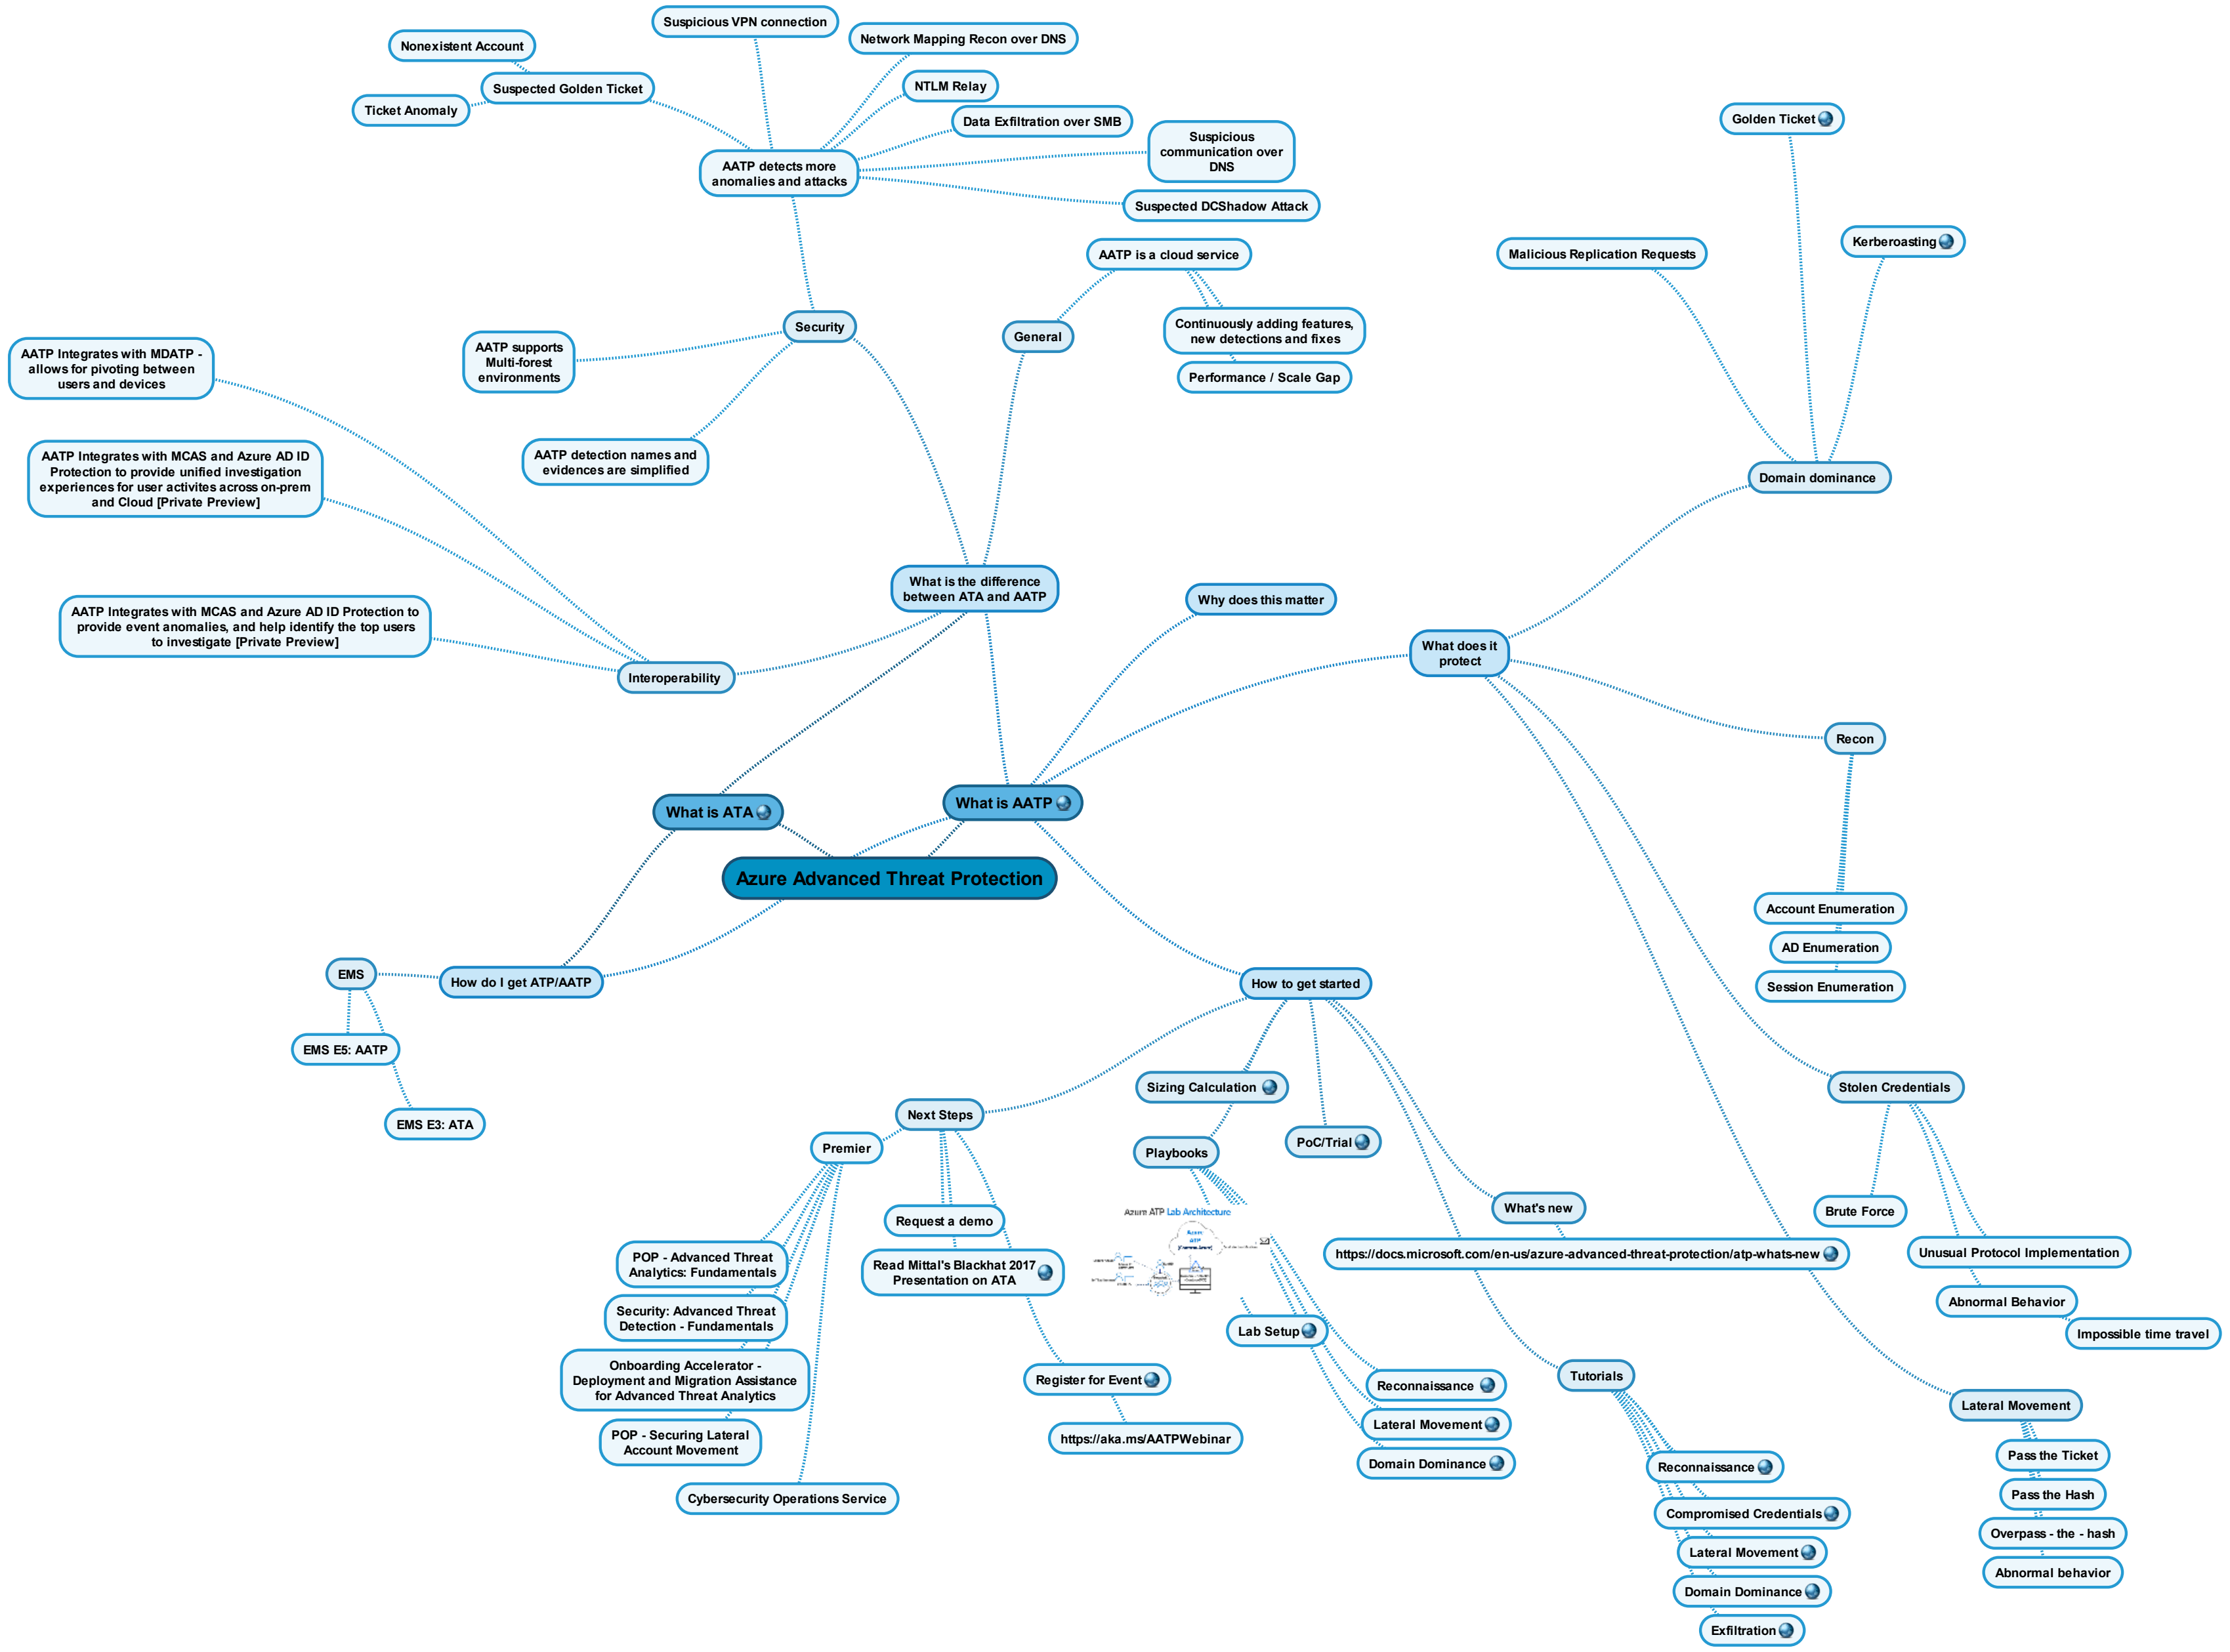 Suspicious VPN connection
Nonexistent Account
Network Mapping Recon over DNS
Suspected Golden Ticket
NTLM Relay
Ticket Anomaly
Data Exfiltration over SMB
Suspicious
communication over
DNS
AATP detects more
anomalies and attacks
Suspected DCShadow Attack
Golden Ticket
Kerberoasting
Malicious Replication Requests
AATP is a cloud service
Continuously adding features,
new detections and fixes
Performance / Scale Gap
Security
General
AATP supports
Multi-forest
environments
AATP Integrates with MDATP -
allows for pivoting between
users and devices
AATP detection names and
evidences are simplified
AATP Integrates with MCAS and Azure AD ID
Protection to provide unified investigation
experiences for user activites across on-prem
and Cloud [Private Preview]
Domain dominance
What is the difference
between ATA and AATP
Why does this matter
AATP Integrates with MCAS and Azure AD ID Protection to
provide event anomalies, and help identify the top users
to investigate [Private Preview]
Interoperability
What does it
protect
Recon
What is ATA
What is AATP
Azure Advanced Threat Protection
Account Enumeration
AD Enumeration
Session Enumeration
EMS
How do I get ATP/AATP
How to get started
EMS E5: AATP
EMS E3: ATA
Sizing Calculation
Stolen Credentials
Next Steps
Premier
Playbooks
PoC/Trial
What's new
Brute Force
Azure ATP Lab Architecture
Request a demo
https://docs.microsoft.com/en-us/azure-advanced-threat-protection/atp-whats-new
Unusual Protocol Implementation
POP - Advanced Threat
Analytics: Fundamentals
Read Mittal's Blackhat 2017
Presentation on ATA
Abnormal Behavior
Impossible time travel
Security: Advanced Threat
Detection - Fundamentals
Lab Setup
Onboarding Accelerator -
Deployment and Migration Assistance
for Advanced Threat Analytics
Register for Event
Reconnaissance
Tutorials
Lateral Movement
POP - Securing Lateral
Account Movement
https://aka.ms/AATPWebinar
Lateral Movement
Domain Dominance
Pass the Ticket
Reconnaissance
Pass the Hash
Cybersecurity Operations Service
Compromised Credentials
Overpass - the - hash
Lateral Movement
Abnormal behavior
Domain Dominance
Exfiltration